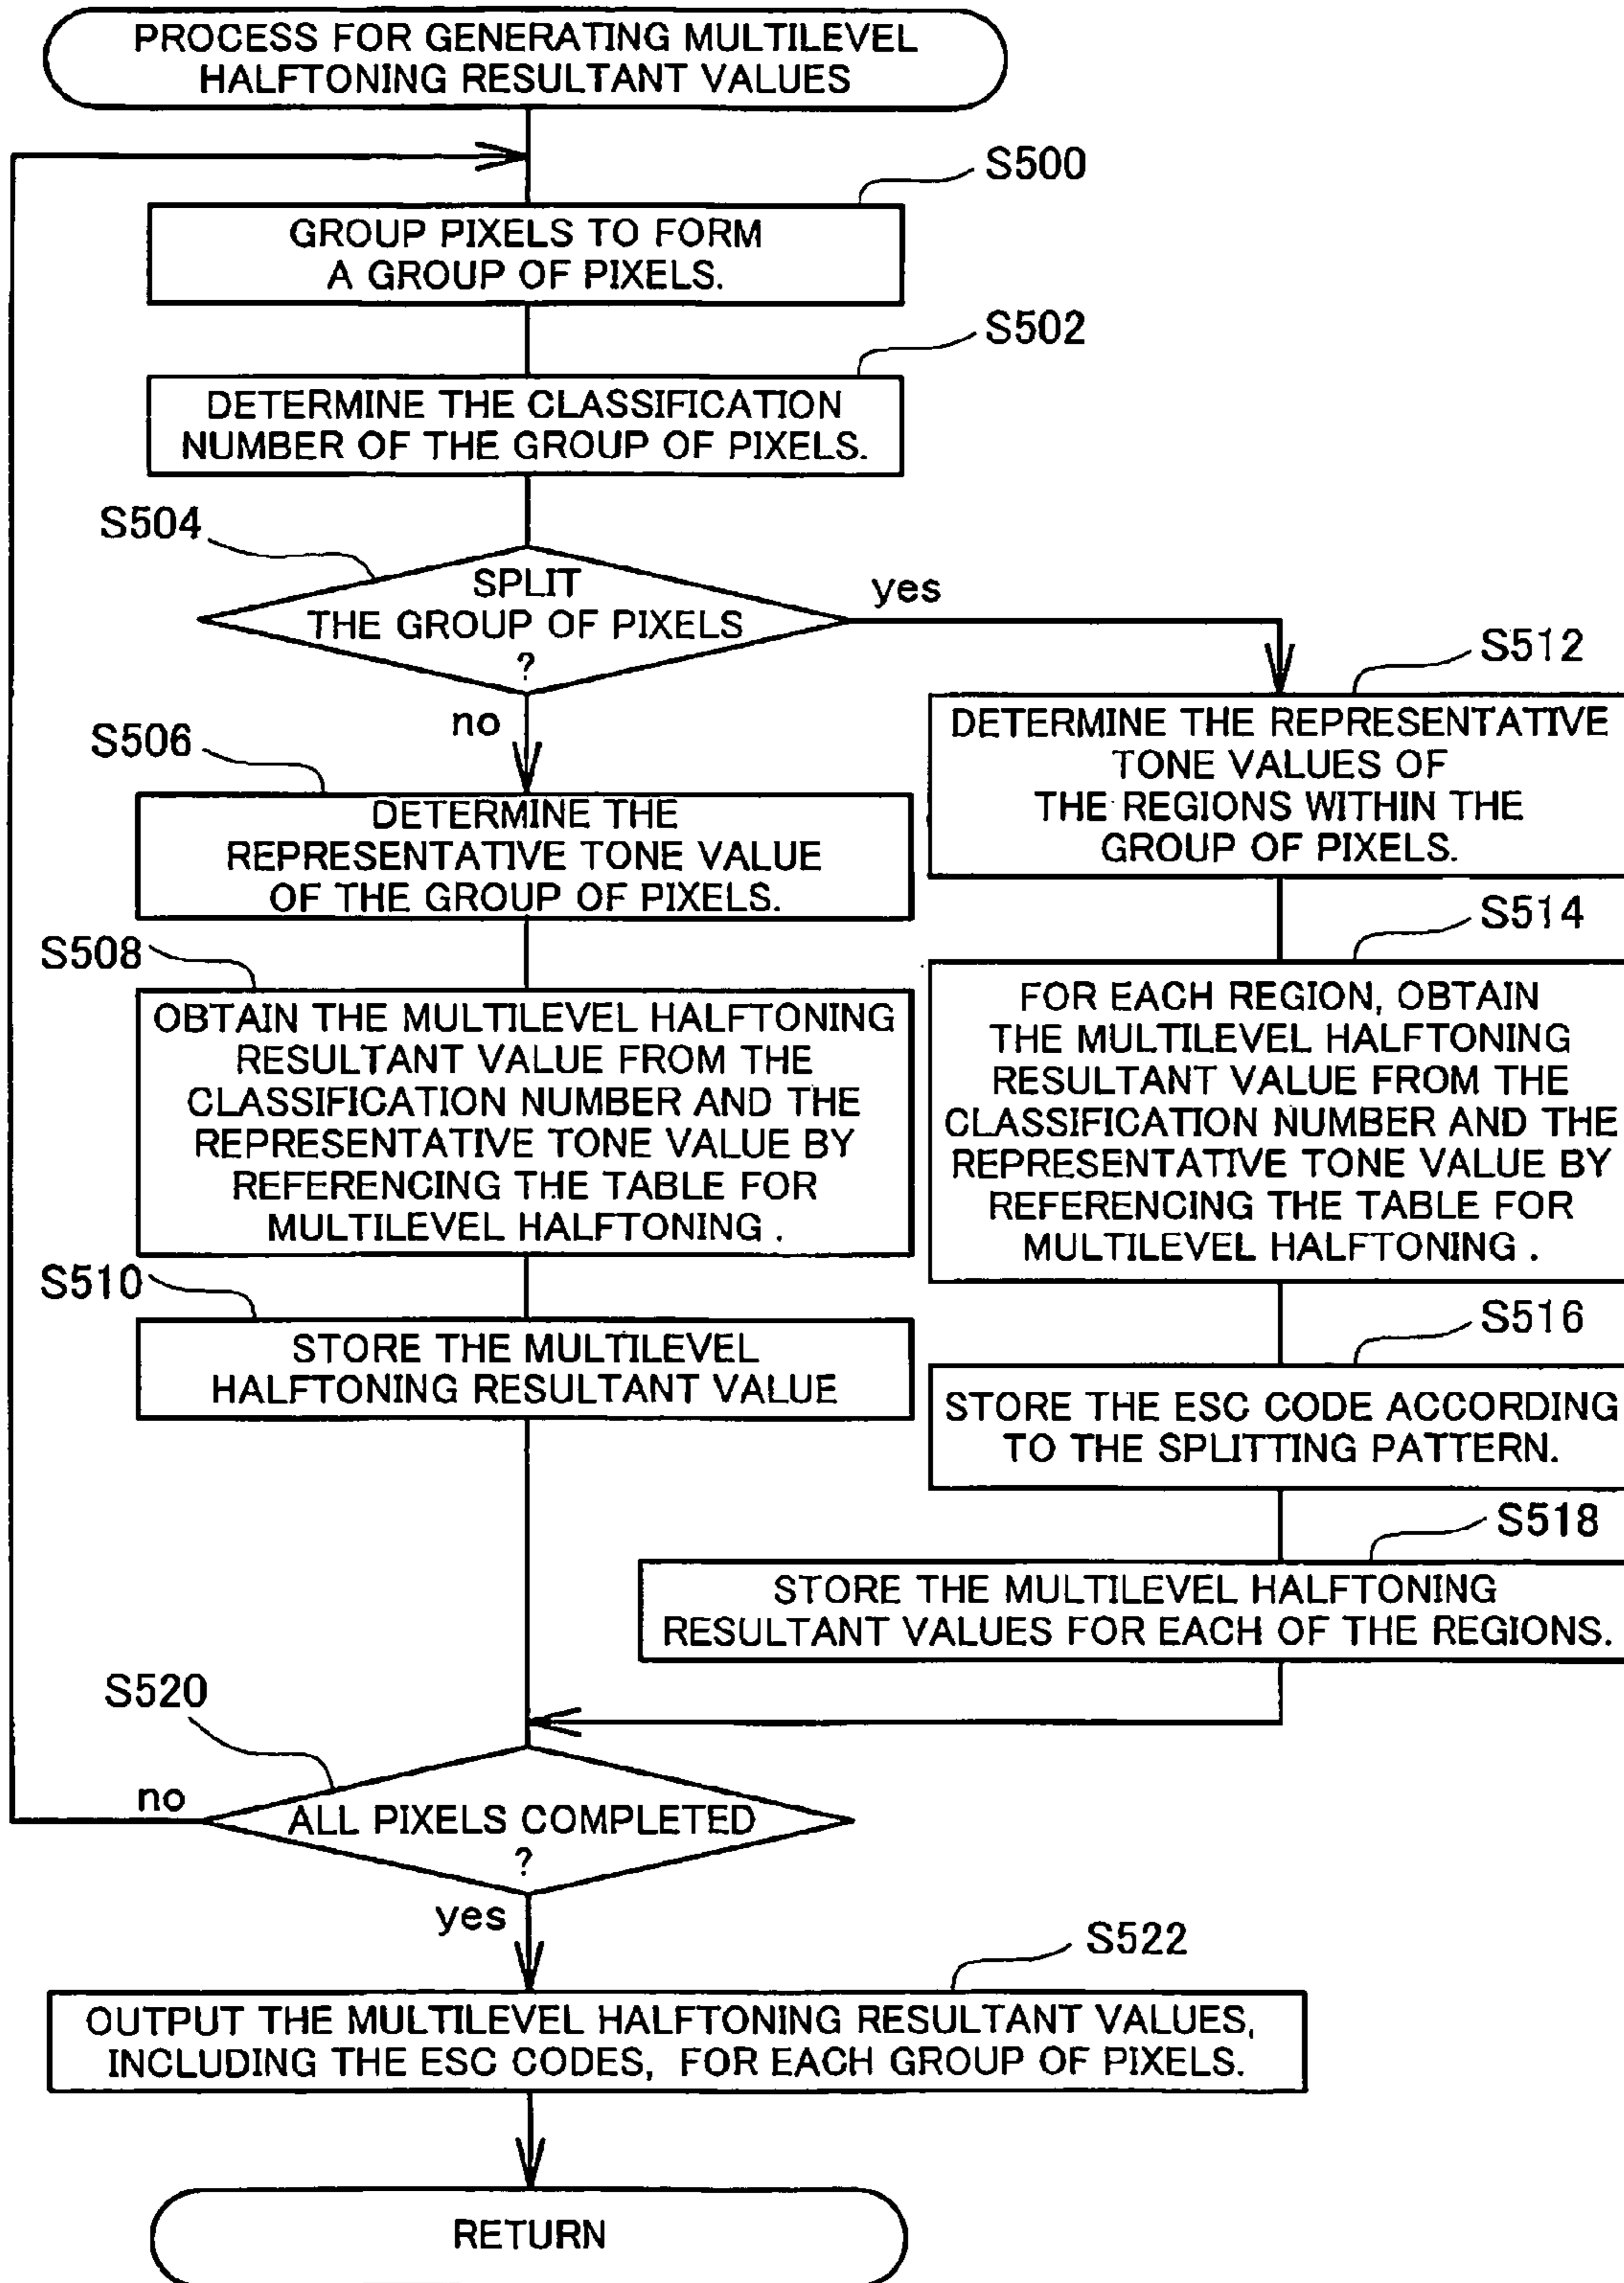 PROCESS FOR GENERATING MULTILEVEL
HALFTONING RESULTANT VALUES
S500
GROUP PIXELS TO FORM
A GROUP OF PIXELS.
S502
DETERMINE THE CLASSIFICATION
NUMBER OF THE GROUP OF PIXELS.
S504
SPLIT
THE GROUP OF PIXELS
?
yes
no
S506
DETERMINE THE
REPRESENTATIVE TONE VALUE
OF THE GROUP OF PIXELS.
S508
OBTAIN THE MULTILEVEL HALFTONING
RESULTANT VALUE FROM THE
CLASSIFICATION NUMBER AND THE
REPRESENTATIVE TONE VALUE BY
REFERENCING THE TABLE FOR
MULTILEVEL HALFTONING .
S510
STORE THE MULTILEVEL
HALFTONING RESULTANT VALUE
S512
DETERMINE THE REPRESENTATIVE
TONE VALUES OF
THE REGIONS WITHIN THE
GROUP OF PIXELS.
S514
FOR EACH REGION, OBTAIN
THE MULTILEVEL HALFTONING
RESULTANT VALUE FROM THE
CLASSIFICATION NUMBER AND THE
REPRESENTATIVE TONE VALUE BY
REFERENCING THE TABLE FOR
MULTILEVEL HALFTONING .
S516
STORE THE ESC CODE ACCORDING
TO THE SPLITTING PATTERN.
S518
STORE THE MULTILEVEL HALFTONING
RESULTANT VALUES FOR EACH OF THE REGIONS.
S520
no
ALL PIXELS COMPLETED
?
yes
S522
OUTPUT THE MULTILEVEL HALFTONING RESULTANT VALUES,
INCLUDING THE ESC CODES, FOR EACH GROUP OF PIXELS.
RETURN